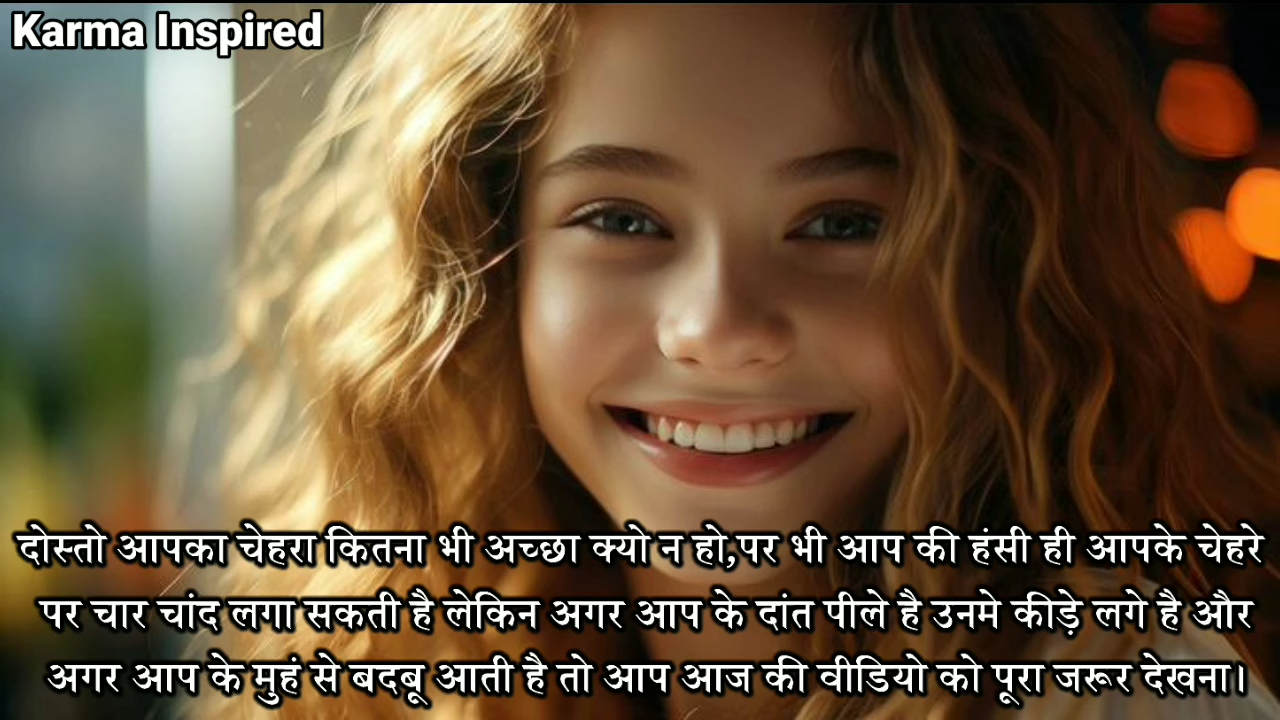 Karma Inspired
दोस्तो आपका चेहरा कितना भी अच्छा क्यो न हो,पर भी आप की हंसी ही आपके चेहरे
पर चार चांद लगा सकती है लेकिन अगर आप के दांत पीले है उनमे कीड़े लगे है और
अगर आप के मुहं से बदबू आती है तो आप आज की वीडियो को पूरा जरूर देखना।